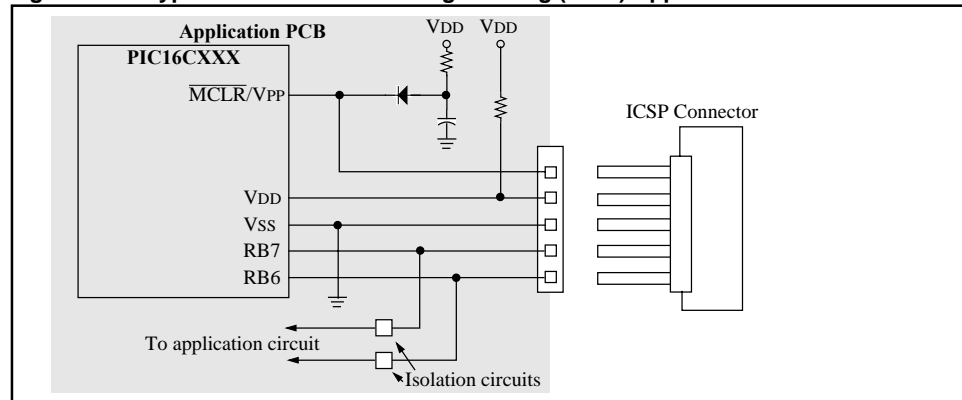 Application PCB
PIC16CXXX
VDD VDD
MCLR/VPP
ICSP Connector
VDD
VSS
RB7
RB6
To application circuit
Isolation circuits